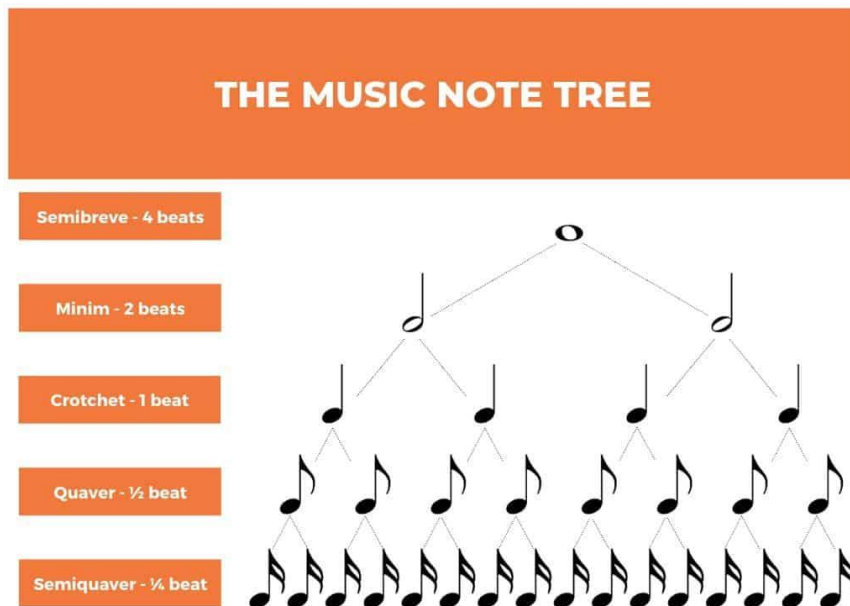 THE MUSIC NOTE TREE
Semibreve - 4 beats
Minim - 2 beats
Crotchet - 1 beat
Quaver - ½ beat
Semiquaver - ¼ beat